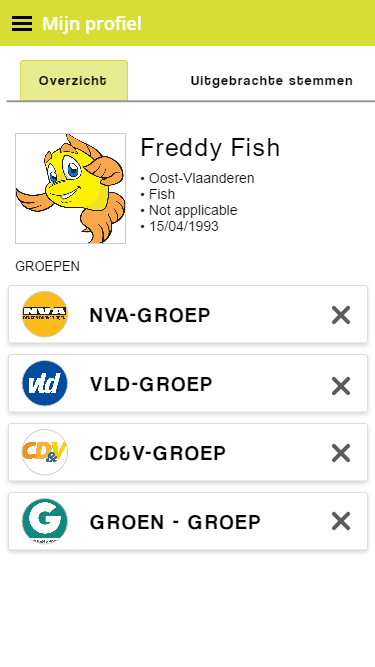 Mijn profiel
Overzicht
Uitgebrachte stemmen
Freddy Fish
• Oost-Vlaanderen
• Fish
• Not applicable
• 15/04/1993
GROEPEN
NVA
NVA-GROEP
vld
VLD-GROEP
CD&V
CD&V-GROEP
G
GROEN - GROEP